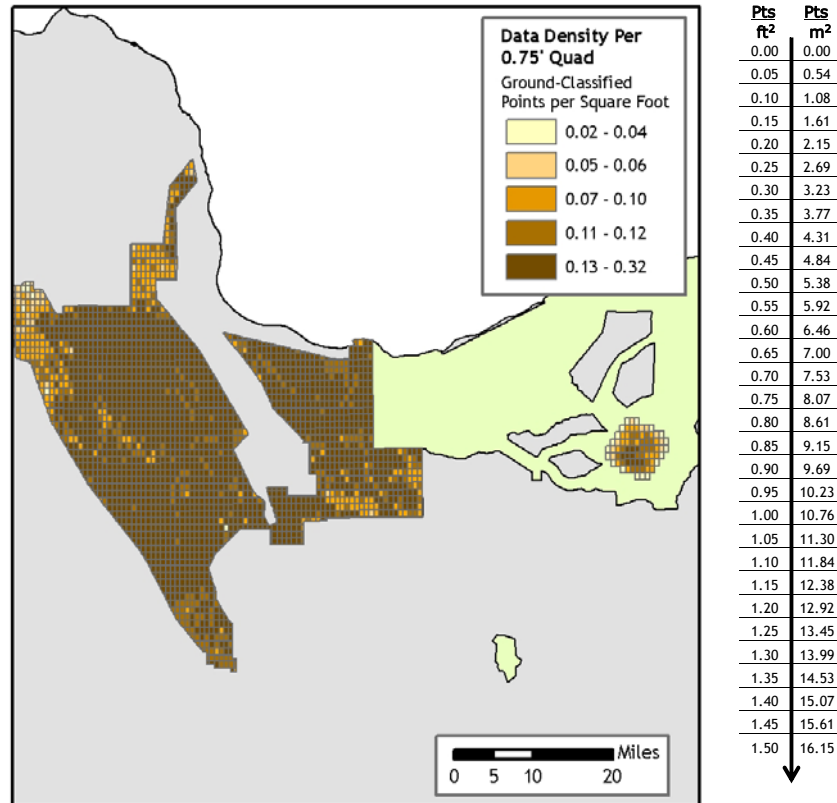 Data Density Per
0.75' Quad
Ground-Classified
Points per Square Foot
0.02 - 0.04
0.05 - 0.06
0.07 - 0.10
0.11 - 0.12
0.13 - 0.32
Miles
0 5 10 20
Pts Pts
ft² m²
0.00 0.00
0.05 0.54
0.10 1.08
0.15 1.61
0.20 2.15
0.25 2.69
0.30 3.23
0.35 3.77
0.40 4.31
0.45 4.84
0.50 5.38
0.55 5.92
0.60 6.46
0.65 7.00
0.70 7.53
0.75 8.07
0.80 8.61
0.85 9.15
0.90 9.69
0.95 10.23
1.00 10.76
1.05 11.30
1.10 11.84
1.15 12.38
1.20 12.92
1.25 13.45
1.30 13.99
1.35 14.53
1.40 15.07
1.45 15.61
1.50 16.15